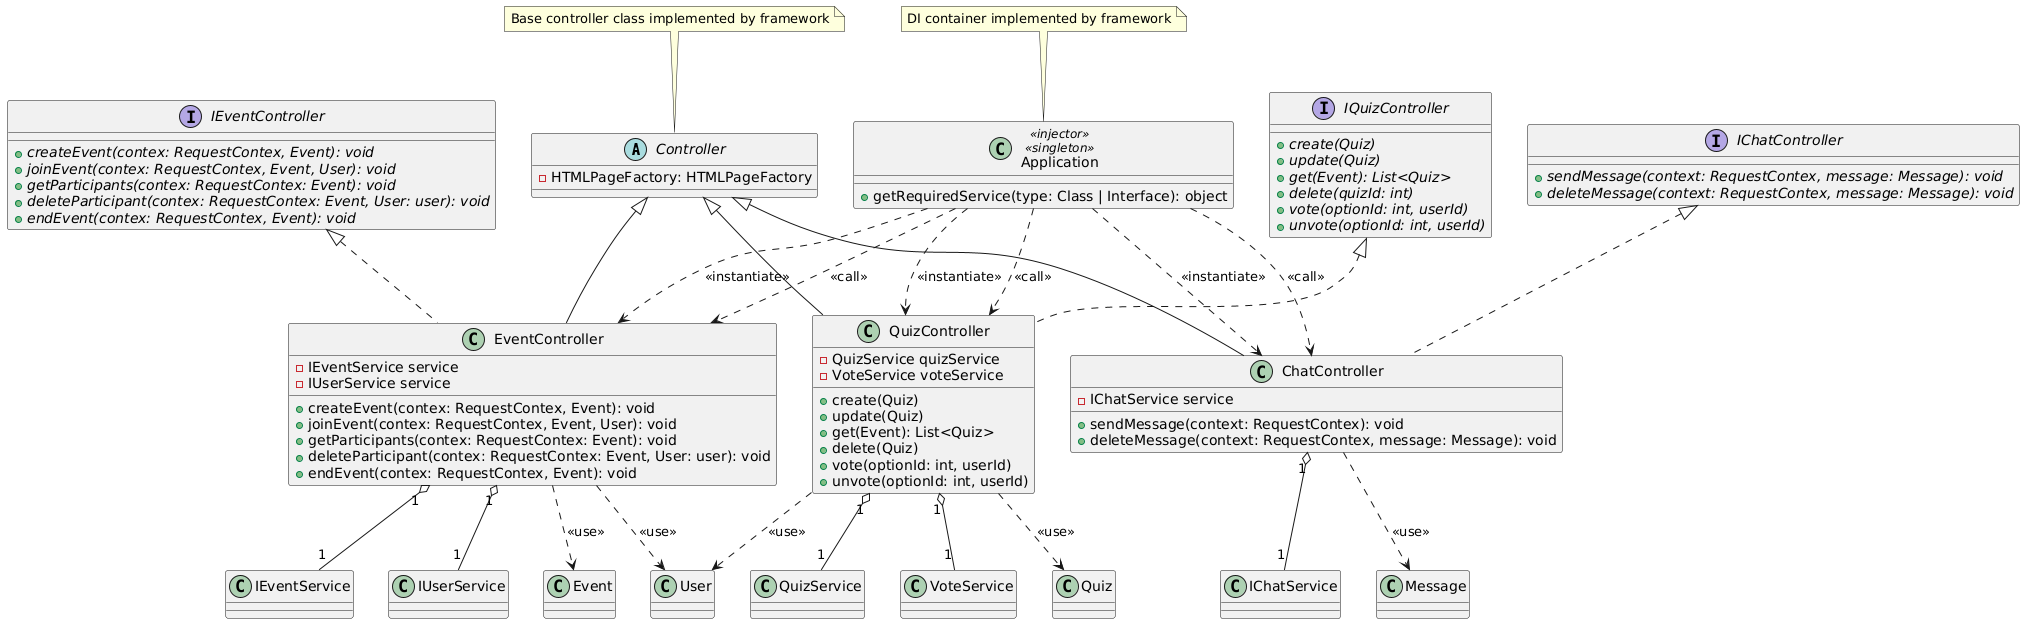 Base controller class implemented by framework
DI container implemented by framework
I IEventController
createEvent(contex: RequestContex, Event): void
joinEvent(contex: RequestContex, Event, User): void
getParticipants(contex: RequestContex: Event): void
deleteParticipant(contex: RequestContex: Event, User: user): void
endEvent(contex: RequestContex, Event): void
A Controller
HTMLPageFactory: HTMLPageFactory
C «injector»
«singleton»
Application
getRequiredService(type: Class | Interface): object
I IQuizController
create(Quiz)
update(Quiz)
get(Event): List<Quiz>
delete(quizId: int)
vote(optionId: int, userId)
unvote(optionId: int, userId)
I IChatController
sendMessage(context: RequestContex, message: Message): void
deleteMessage(context: RequestContex, message: Message): void
«instantiate»
«call»
«instantiate»
«call»
«instantiate»
«call»
C EventController
IEventService service
IUserService service
createEvent(contex: RequestContex, Event): void
joinEvent(contex: RequestContex, Event, User): void
getParticipants(contex: RequestContex: Event): void
deleteParticipant(contex: RequestContex: Event, User: user): void
endEvent(contex: RequestContex, Event): void
C QuizController
QuizService quizService
VoteService voteService
create(Quiz)
update(Quiz)
get(Event): List<Quiz>
delete(Quiz)
vote(optionId: int, userId)
unvote(optionId: int, userId)
C ChatController
IChatService service
sendMessage(context: RequestContex): void
deleteMessage(context: RequestContex, message: Message): void
1
1
1
1
1
«use»
«use»
«use»
«use»
«use»
1
1
1
1
1
C IEventService
C IUserService
C Event
C User
C QuizService
C VoteService
C Quiz
C IChatService
C Message